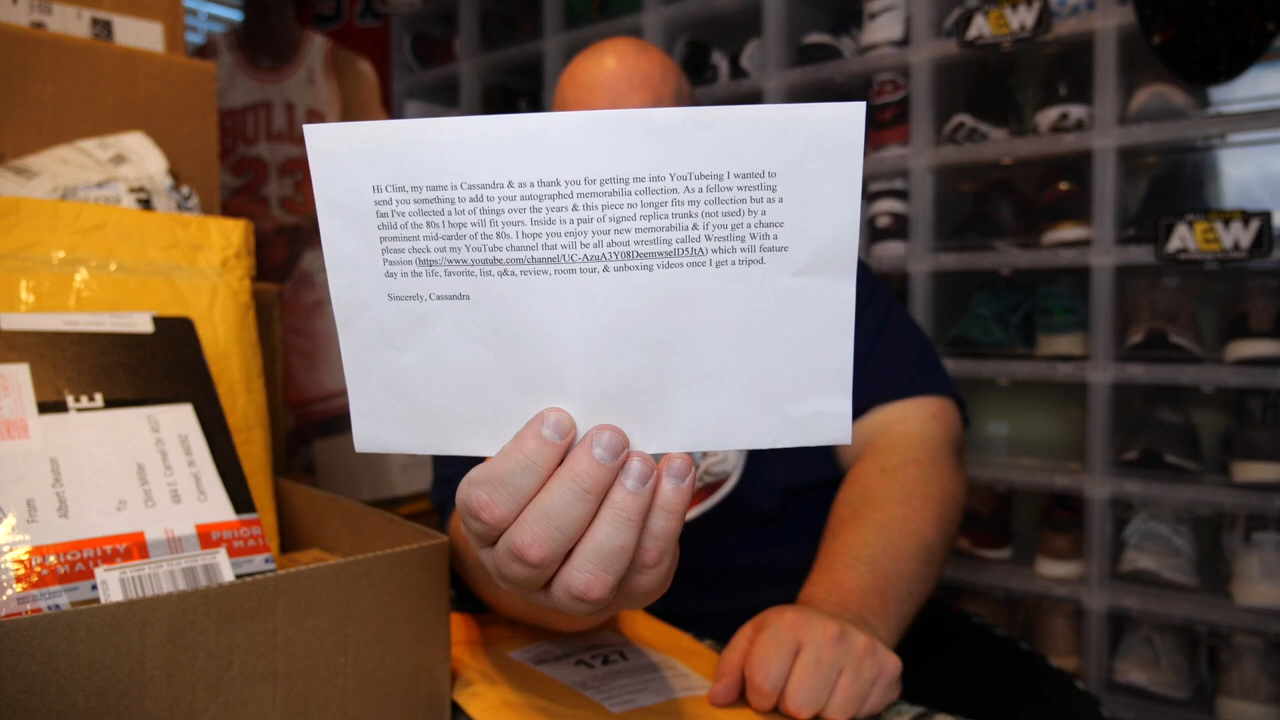 Hi Clint, my name is Cassandra & as a thank you for getting me into YouTubeing I wanted to
send you something to add to your autographed memorabilia collection. As a fellow wrestling
fan I've collected a lot of things over the years & this piece no longer fits my collection but as a
child of the 80s I hope will fit yours. Inside is a pair of signed replica trunks (not used) by a
prominent mid-carder of the 80s. I hope you enjoy your new memorabilia & if you get a chance
please check out my YouTube channel that will be all about wrestling called Wrestling With a
Passion (https://www.youtube.com/channel/UC-AzuA3Y08DeemwseID5JtA) which will feature
day in the life, favorite, list, q&a, review, room tour, & unboxing videos once I get a tripod.
Sincerely, Cassandra
BULLS
23
AEW
AEW
E
From
Albert Deaton
To
Clint Miller
484 E. Carmel DR
Carmel, IN
PRIORITY
MAIL
PRIOR
MAIL
127